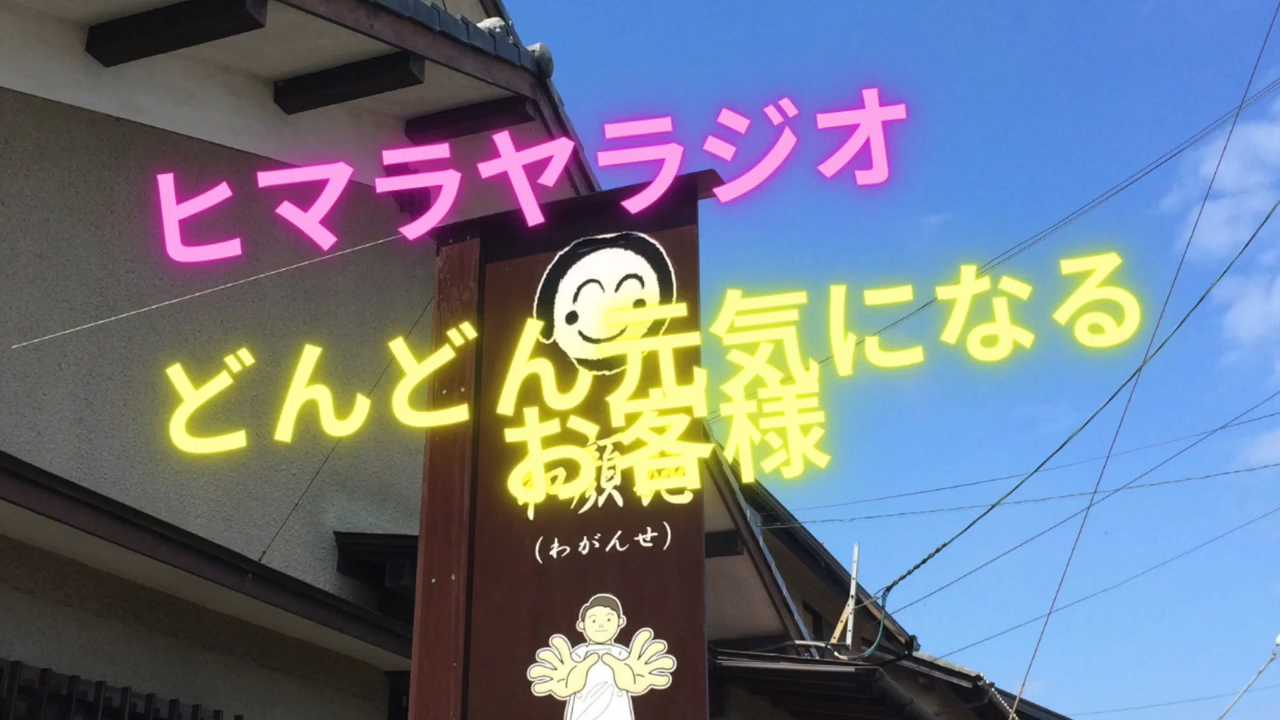 ヒマラヤラジオ
どんどん元気になる
お客様
(わがんせ)